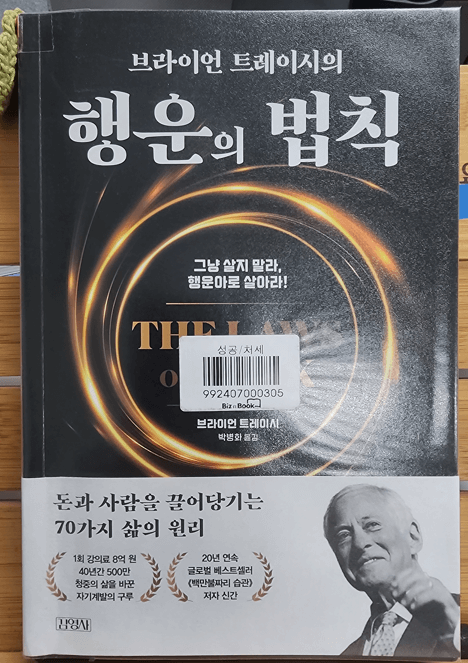 브라이언 트레이시의
행운의 법칙
그냥 살지 말라,
행운아로 살아라!
THE LAWS
성공/처세
992407000305
Biz n Book
브라이언 트레이시
박병화 옮김
돈과 사람을 끌어당기는
70가지 삶의 원리
1회 강의료 8억 원
40년간 500만
청중의 삶을 바꾼
자기계발의 구루
20년 연속
글로벌 베스트셀러
《백만불짜리 습관》
저자 신간
김영사